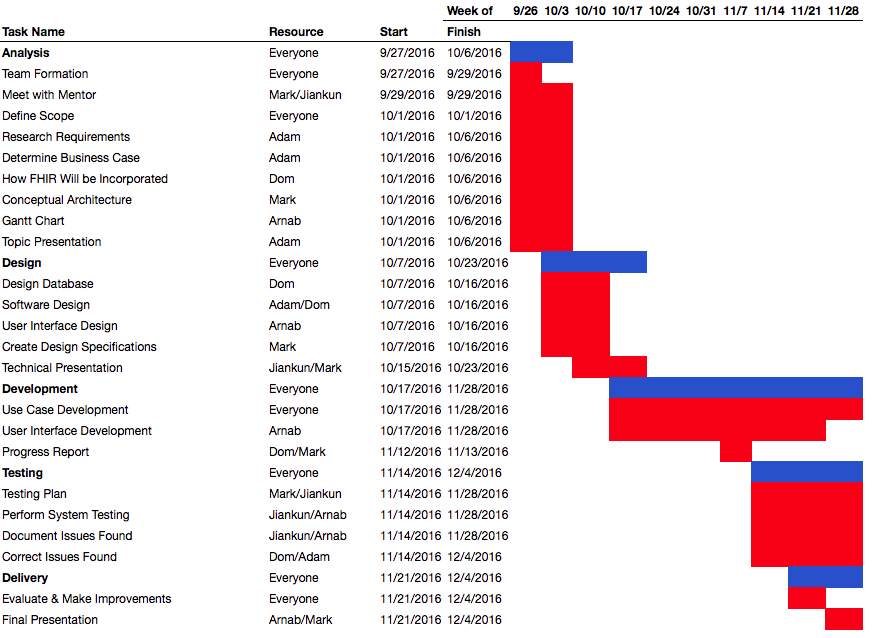 Week of 9/26 10/3 10/10 10/17 10/24 10/31 11/7 11/14 11/21 11/28
Task Name Resource Start Finish
Analysis Everyone 9/27/2016 10/6/2016
Team Formation Everyone 9/27/2016 9/29/2016
Meet with Mentor Mark/Jiankun 9/29/2016 9/29/2016
Define Scope Everyone 10/1/2016 10/1/2016
Research Requirements Adam 10/1/2016 10/6/2016
Determine Business Case Adam 10/1/2016 10/6/2016
How FHIR Will be Incorporated Dom 10/1/2016 10/6/2016
Conceptual Architecture Mark 10/1/2016 10/6/2016
Gantt Chart Arnab 10/1/2016 10/6/2016
Topic Presentation Adam 10/1/2016 10/6/2016
Design Everyone 10/7/2016 10/23/2016
Design Database Dom 10/7/2016 10/16/2016
Software Design Adam/Dom 10/7/2016 10/16/2016
User Interface Design Arnab 10/7/2016 10/16/2016
Create Design Specifications Mark 10/7/2016 10/16/2016
Technical Presentation Jiankun/Mark 10/15/2016 10/23/2016
Development Everyone 10/17/2016 11/28/2016
Use Case Development Everyone 10/17/2016 11/28/2016
User Interface Development Arnab 10/17/2016 11/28/2016
Progress Report Dom/Mark 11/12/2016 11/13/2016
Testing Everyone 11/14/2016 12/4/2016
Testing Plan Mark/Jiankun 11/14/2016 11/28/2016
Perform System Testing Jiankun/Arnab 11/14/2016 11/28/2016
Document Issues Found Jiankun/Arnab 11/14/2016 11/28/2016
Correct Issues Found Dom/Adam 11/14/2016 12/4/2016
Delivery Everyone 11/21/2016 12/4/2016
Evaluate & Make Improvements Everyone 11/21/2016 12/4/2016
Final Presentation Arnab/Mark 11/21/2016 12/4/2016